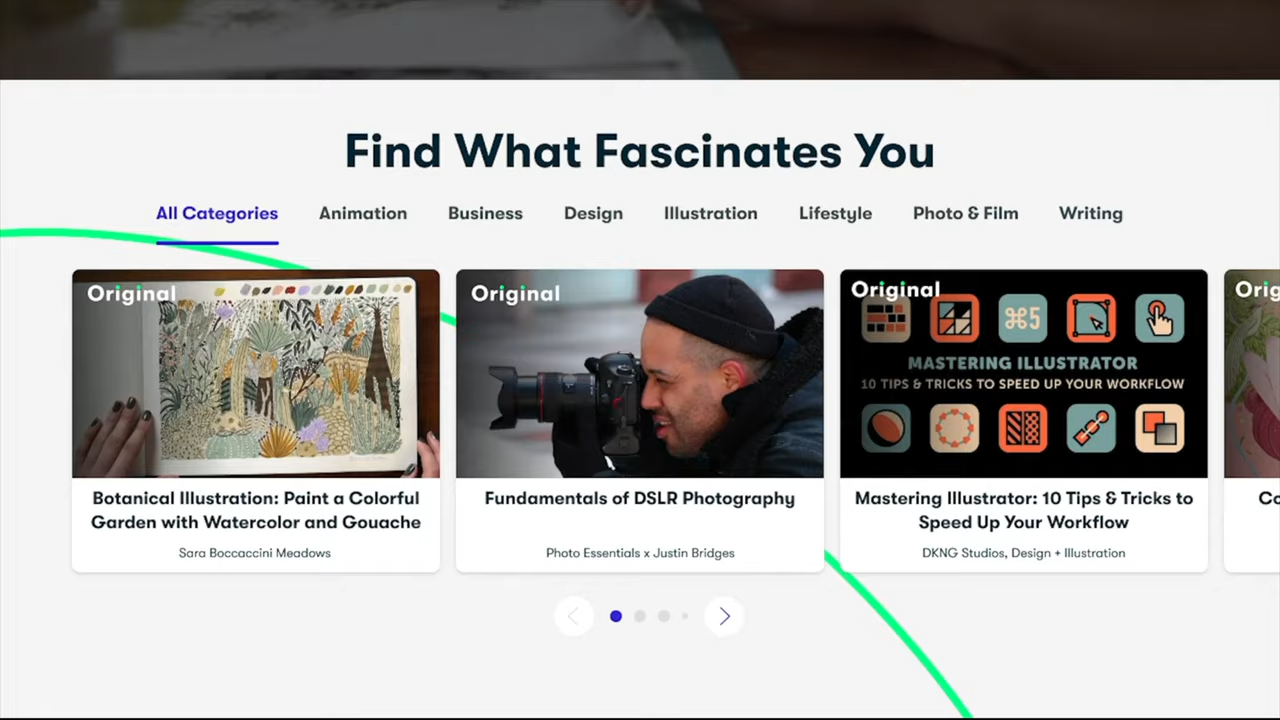 Find What Fascinates You
All Categories Animation Business Design Illustration Lifestyle Photo & Film Writing
Original
Botanical Illustration: Paint a Colorful
Garden with Watercolor and Gouache
Sara Boccaccini Meadows
Original
Fundamentals of DSLR Photography
Photo Essentials x Justin Bridges
Original
⌘5
MASTERING ILLUSTRATOR
10 TIPS & TRICKS TO SPEED UP YOUR WORKFLOW
Mastering Illustrator: 10 Tips & Tricks to
Speed Up Your Workflow
DKNG Studios, Design + Illustration